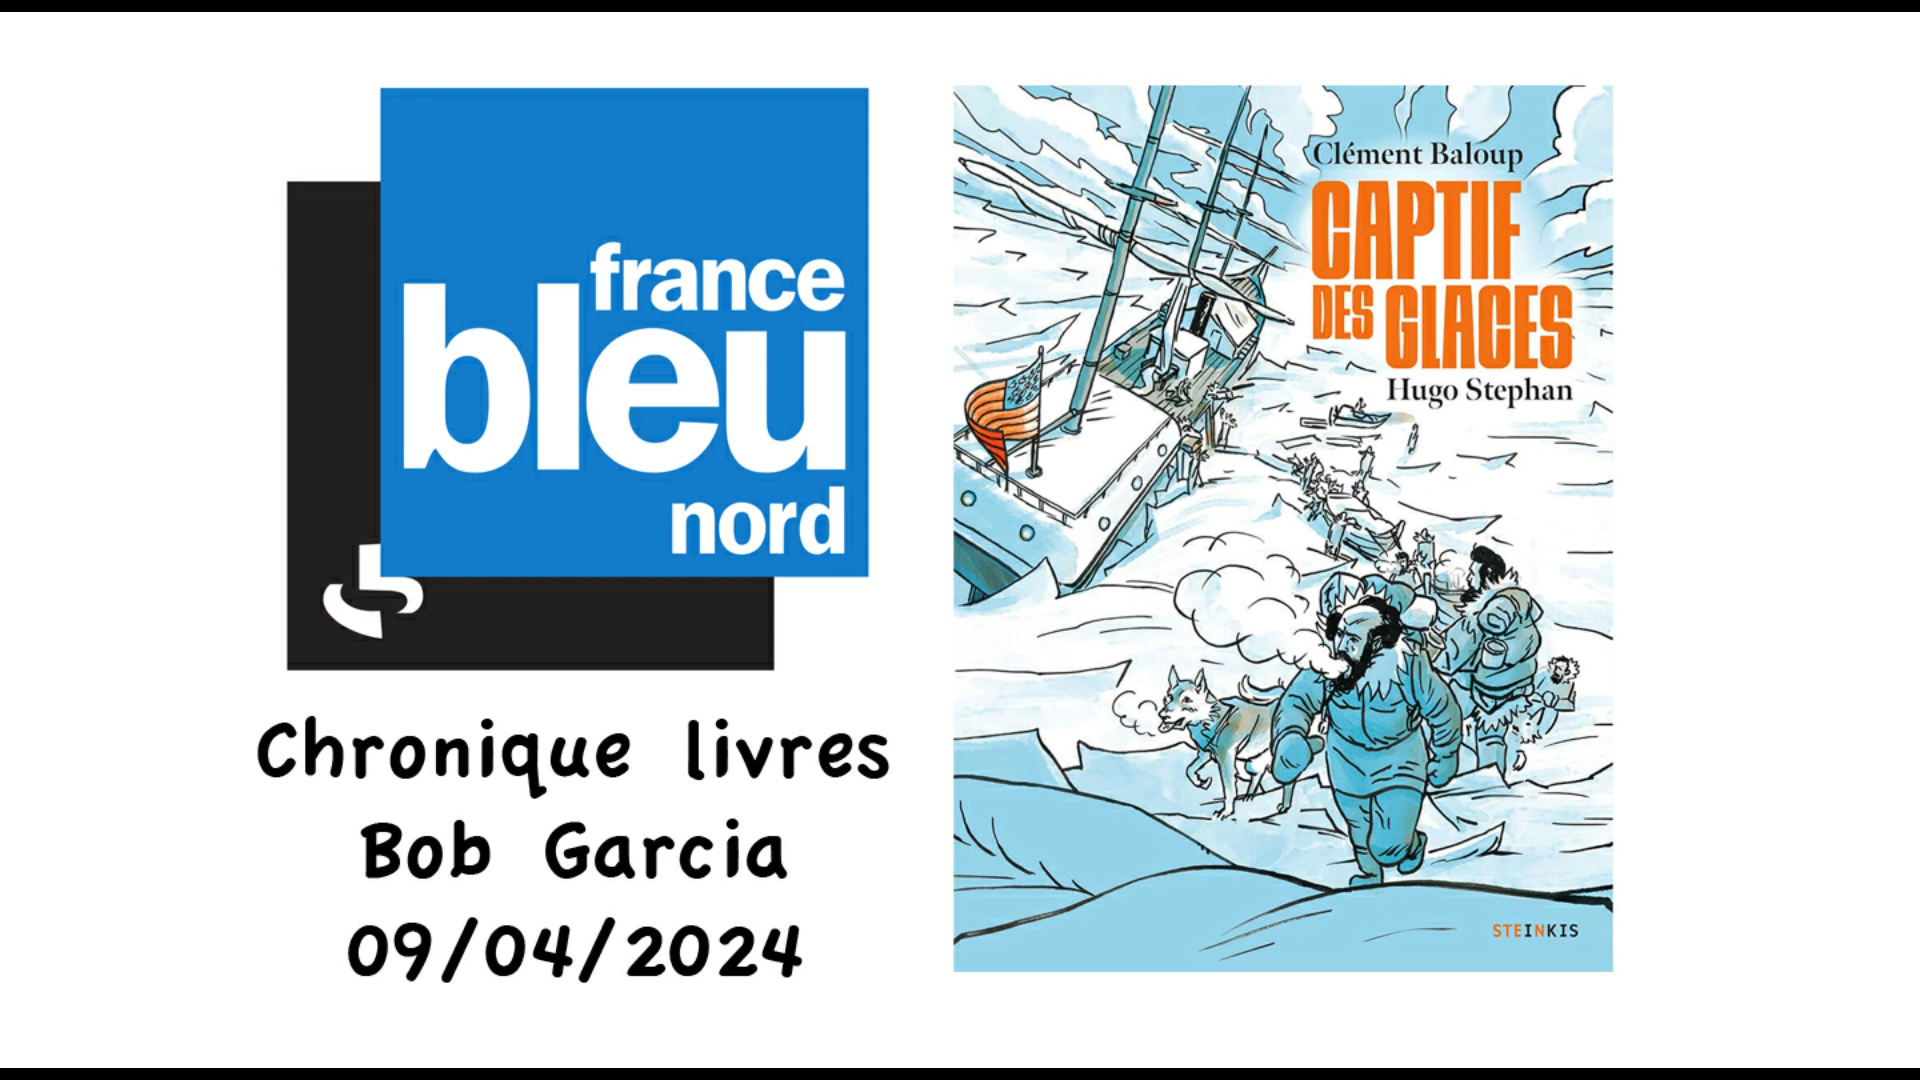 france
bleu
nord
Chronique livres
Bob Garcia
09/04/2024
Clément Baloup
CAPTIF
DES GLACES
Hugo Stephan
STEINKIS